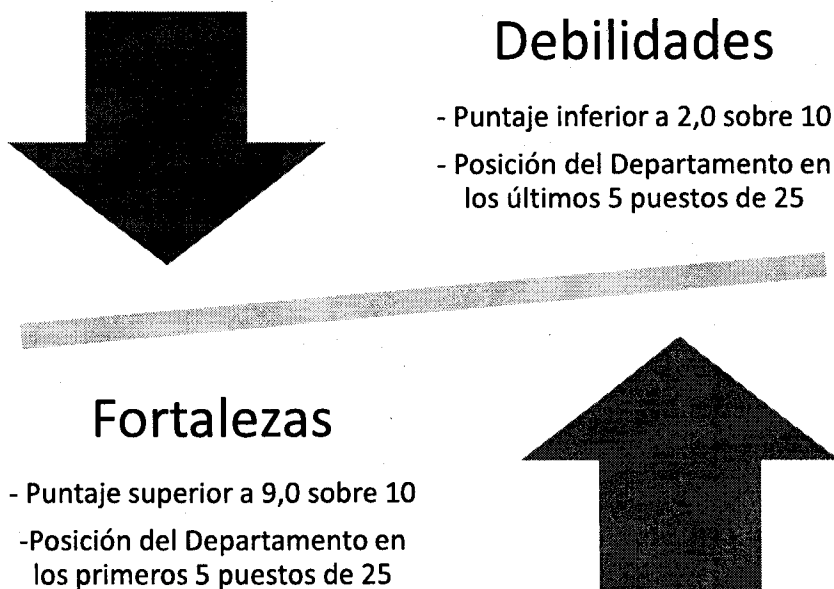 Debilidades
- Puntaje inferior a 2,0 sobre 10
- Posición del Departamento en
los últimos 5 puestos de 25
Fortalezas
- Puntaje superior a 9,0 sobre 10
-Posición del Departamento en
los primeros 5 puestos de 25